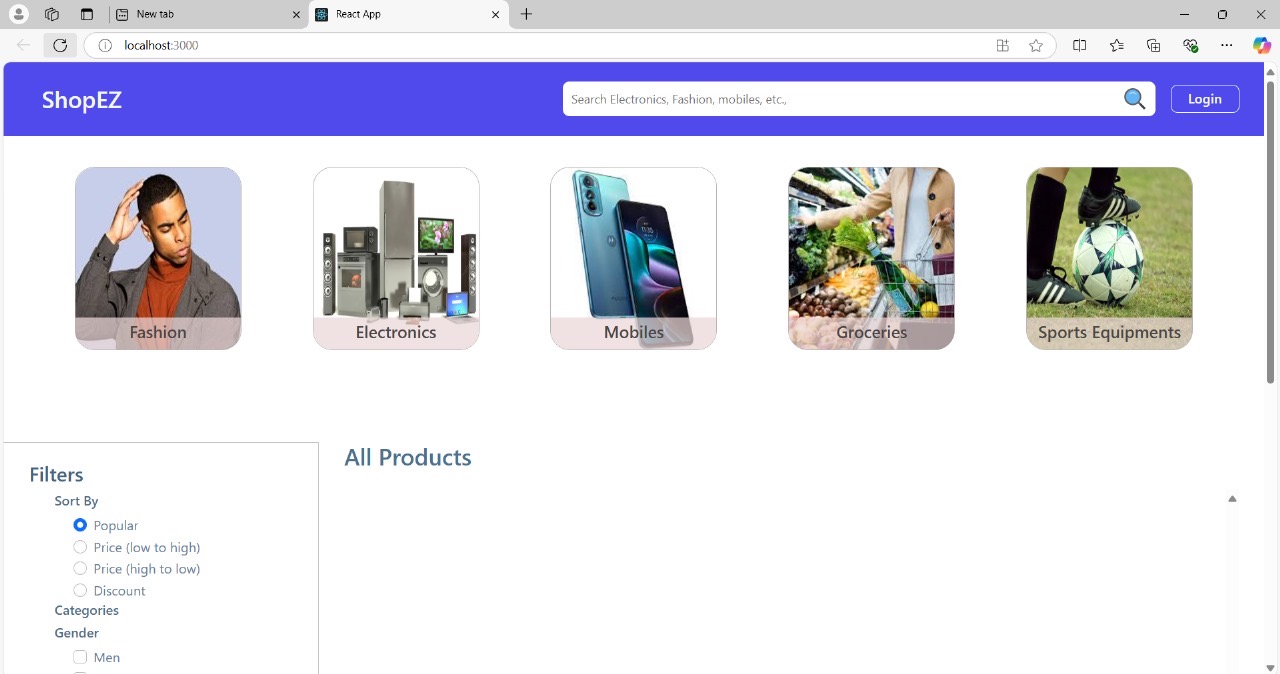 New tab
React App
localhost:3000
ShopEZ
Search Electronics, Fashion, mobiles, etc.,
Login
Fashion
Electronics
Mobiles
Groceries
Sports Equipments
All Products
Filters
Sort By
Popular
Price (low to high)
Price (high to low)
Discount
Categories
Gender
Men